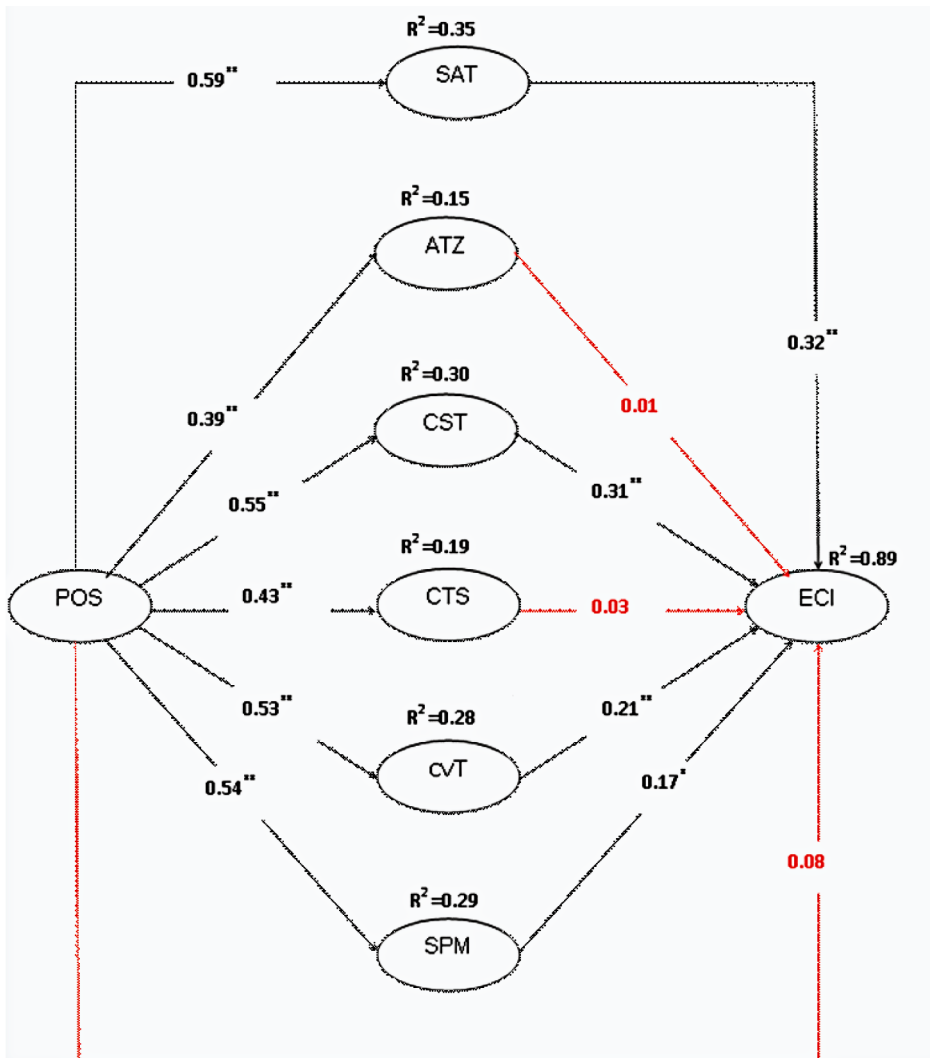 R²=0.35
SAT
0.59**
R²=0.15
ATZ
0.32**
R²=0.30
0.01
CST
0.39**
0.55**
0.31**
R²=0.19
R²=0.89
POS
0.43**
CTS
0.03
ECI
0.53**
R²=0.28
0.21**
cvT
0.54**
0.17*
0.08
R²=0.29
SPM